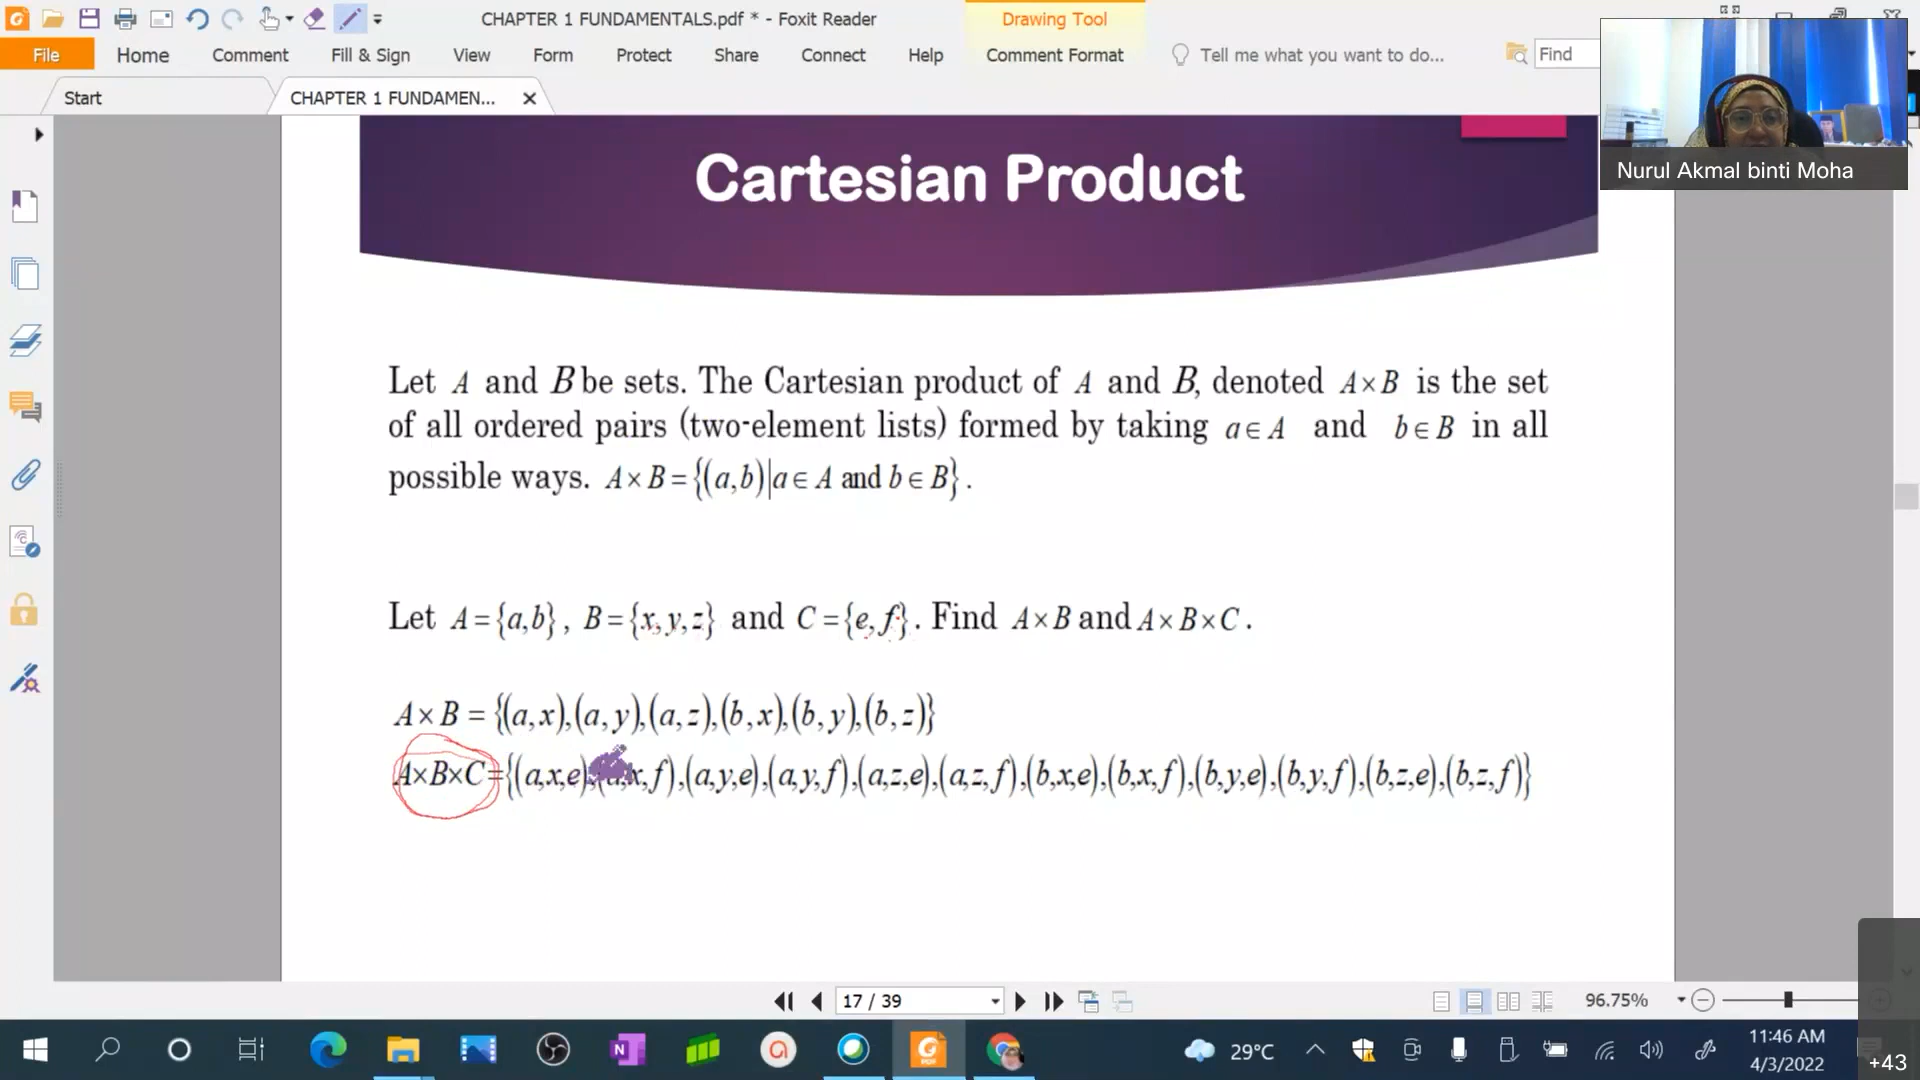 CHAPTER 1 FUNDAMENTALS.pdf * - Foxit Reader
Drawing Tool
File Home Comment Fill & Sign View Form Protect Share Connect Help Comment Format Tell me what you want to do... Find
Start CHAPTER 1 FUNDAMEN...
Nurul Akmal binti Moha
Cartesian Product
Let A and B be sets. The Cartesian product of A and B, denoted A×B is the set
of all ordered pairs (two-element lists) formed by taking a∈A and b∈B in all
possible ways. A×B={(a,b)|a∈A and b∈B}.
Let A={a,b}, B={x,y,z} and C={e,f}. Find A×B and A×B×C.
A×B = {(a,x),(a,y),(a,z),(b,x),(b,y),(b,z)}
A×B×C={(a,x,e),(a,x,f),(a,y,e),(a,y,f),(a,z,e),(a,z,f),(b,x,e),(b,x,f),(b,y,e),(b,y,f),(b,z,e),(b,z,f)}
17 / 39
96.75%
29°C
11:46 AM
4/3/2022
+43